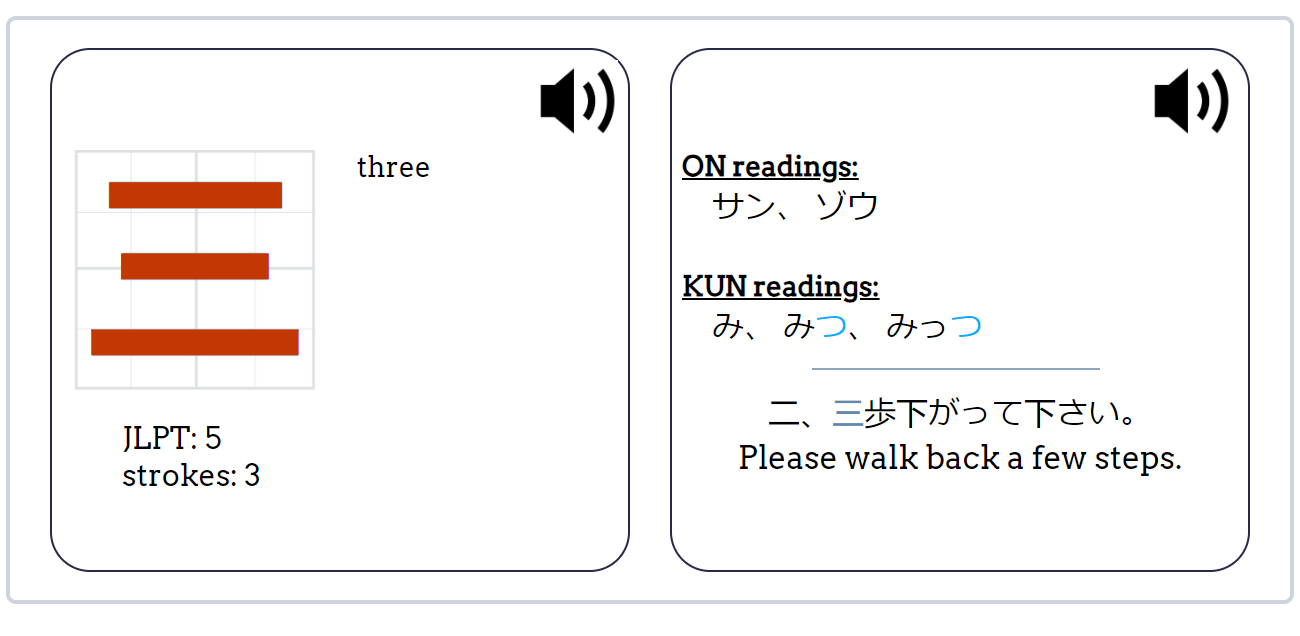 three
三
JLPT: 5
strokes: 3
ON readings:
サン、 ゾウ
KUN readings:
み、 みつ、 みっつ
二、三歩下がって下さい。
Please walk back a few steps.